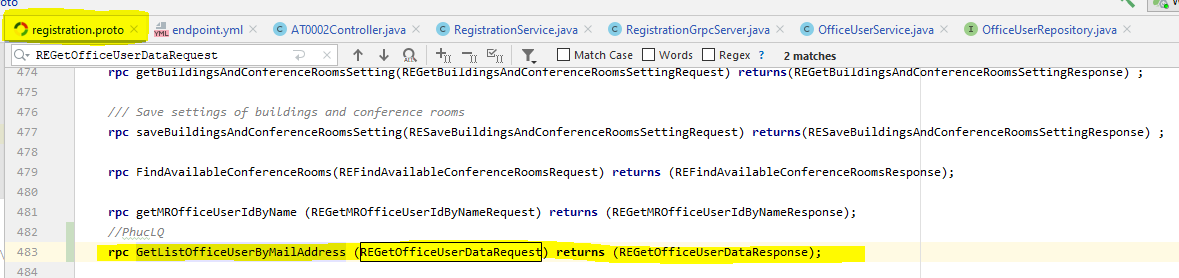 oto
registration.proto × endpoint.yml × AT0002Controller.java × RegistrationService.java × RegistrationGrpcServer.java × OfficeUserService.java × OfficeUserRepository.java ×
REGetOfficeUserDataRequest Match Case Words Regex ? 2 matches
474 rpc getBuildingsAndConferenceRoomsSetting(REGetBuildingsAndConferenceRoomsSettingRequest) returns(REGetBuildingsAndConferenceRoomsSettingResponse) ;
475
476 /// Save settings of buildings and conference rooms
477 rpc saveBuildingsAndConferenceRoomsSetting(RESaveBuildingsAndConferenceRoomsSettingRequest) returns(RESaveBuildingsAndConferenceRoomsSettingResponse) ;
478
479 rpc FindAvailableConferenceRooms(REFindAvailableConferenceRoomsRequest) returns (REFindAvailableConferenceRoomsResponse);
480
481 rpc getMROfficeUserIdByName (REGetMROfficeUserIdByNameRequest) returns (REGetMROfficeUserIdByNameResponse);
482 //PhucLQ
483 rpc GetListOfficeUserByMailAddress (REGetOfficeUserDataRequest) returns (REGetOfficeUserDataResponse);
484